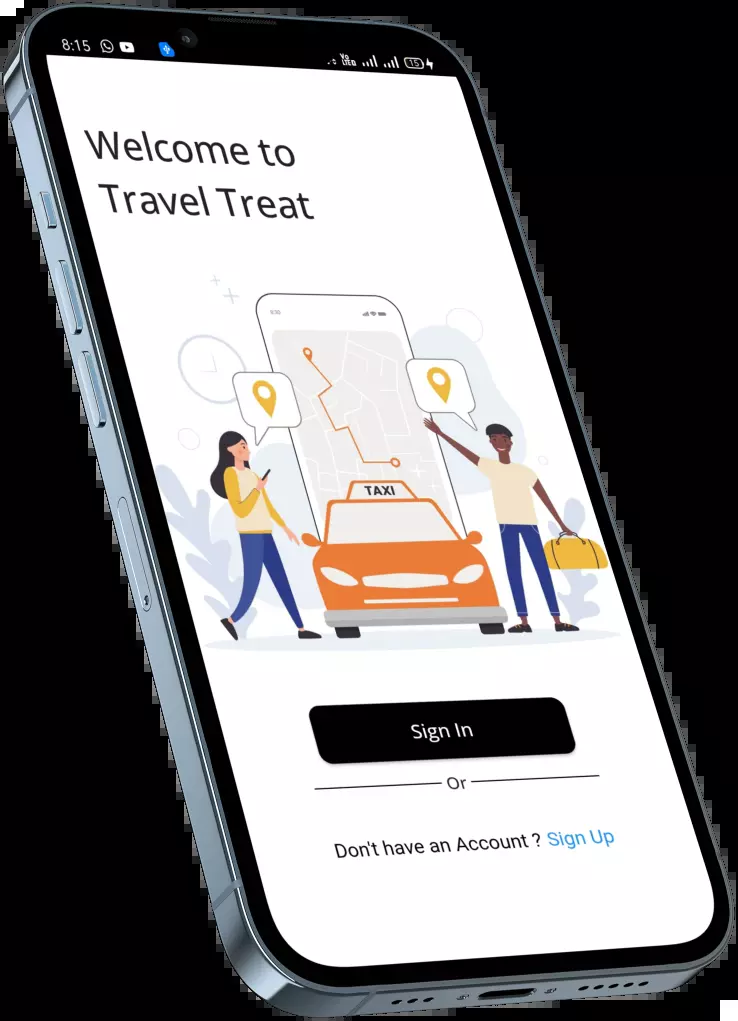 8:15
Vo
LTE
15
Welcome to
Travel Treat
TAXI
Sign In
Or
Don't have an Account ? Sign Up